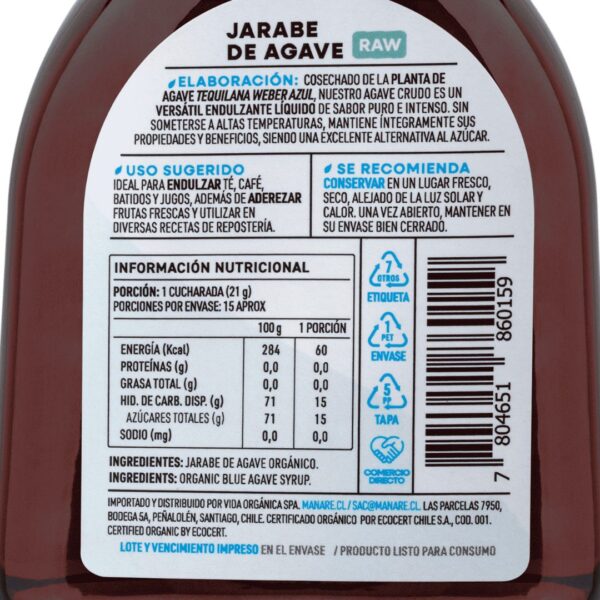 JARABE
DE AGAVE RAW
ELABORACIÓN: COSECHADO DE LA PLANTA DE
AGAVE TEQUILANA WEBER AZUL, NUESTRO AGAVE CRUDO ES UN
VERSÁTIL ENDULZANTE LÍQUIDO DE SABOR PURO E INTENSO. SIN
SOMETERSE A ALTAS TEMPERATURAS, MANTIENE ÍNTEGRAMENTE SUS
PROPIEDADES Y BENEFICIOS, SIENDO UNA EXCELENTE ALTERNATIVA AL AZÚCAR.
USO SUGERIDO
IDEAL PARA ENDULZAR TÉ, CAFÉ,
BATIDOS Y JUGOS, ADEMÁS DE ADEREZAR
FRUTAS FRESCAS Y UTILIZAR EN
DIVERSAS RECETAS DE REPOSTERÍA.
SE RECOMIENDA
CONSERVAR EN UN LUGAR FRESCO,
SECO, ALEJADO DE LA LUZ SOLAR Y
CALOR. UNA VEZ ABIERTO, MANTENER EN
SU ENVASE BIEN CERRADO.
INFORMACIÓN NUTRICIONAL
PORCIÓN: 1 CUCHARADA (21 g)
PORCIONES POR ENVASE: 15 APROX
100 g 1 PORCIÓN
ENERGÍA (Kcal) 284 60
PROTEÍNAS (g) 0,0 0,0
GRASA TOTAL (g) 0,0 0,0
HID. DE CARB. DISP. (g) 71 15
AZÚCARES TOTALES (g) 71 15
SODIO (mg) 0,0 0,0
7
OTROS
ETIQUETA
1
PET
ENVASE
5
PP
TAPA
COMERCIO
DIRECTO
7 804651 860159
INGREDIENTES: JARABE DE AGAVE ORGÁNICO.
INGREDIENTS: ORGANIC BLUE AGAVE SYRUP.
IMPORTADO Y DISTRIBUIDO POR VIDA ORGÁNICA SPA. MANARE.CL/SAC@MANARE.CL. LAS PARCELAS 7950,
BODEGA 5A, PEÑALOLÉN, SANTIAGO, CHILE. CERTIFICADO ORGÁNICO POR ECOCERT CHILE S.A., COD. 001.
CERTIFIED ORGANIC BY ECOCERT.
LOTE Y VENCIMIENTO IMPRESO EN EL ENVASE / PRODUCTO LISTO PARA CONSUMO